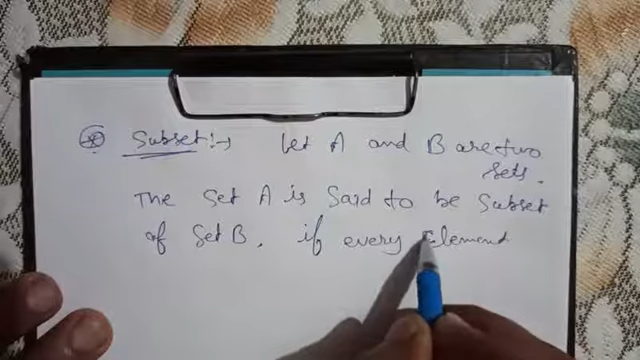 Subset:→ Let A and B are two
sets.
The Set A is Said to be Subset
of Set B. if every Element